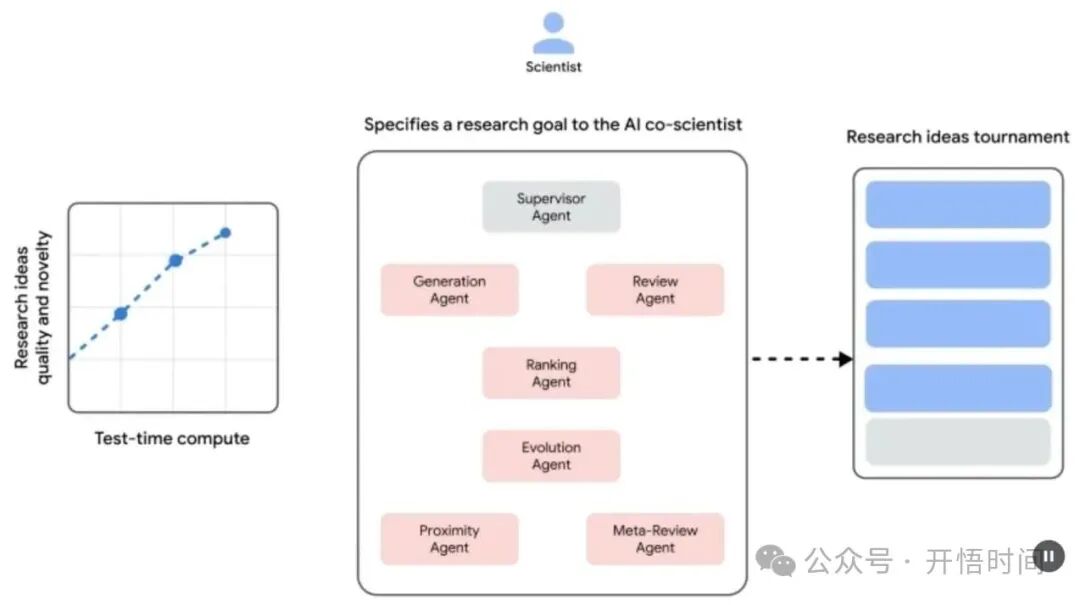 Scientist
Specifies a research goal to the AI co-scientist
Research ideas tournament
Supervisor
Agent
Research ideas
quality and novelty
Generation
Agent
Review
Agent
Ranking
Agent
Test-time compute
Evolution
Agent
Proximity
Agent
Meta-Review
Agent
公众号 · 开悟时间